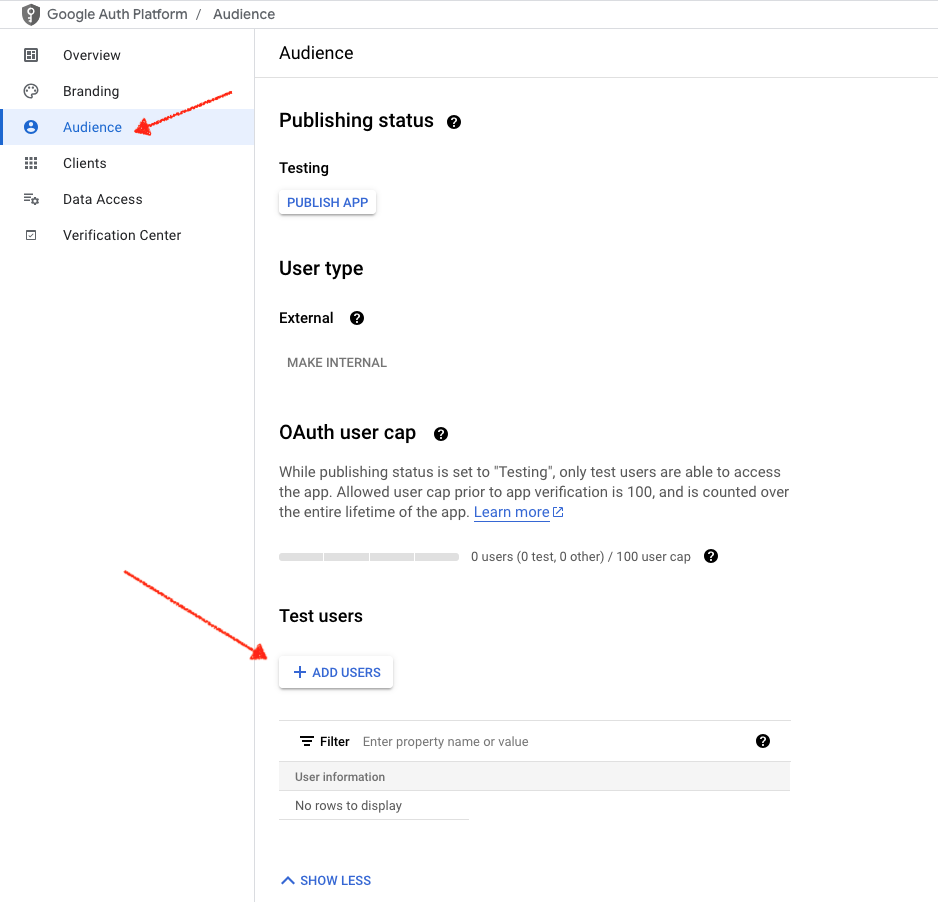 Google Auth Platform / Audience
Overview
Branding
Audience
Clients
Data Access
Verification Center
Audience
Publishing status
Testing
PUBLISH APP
User type
External
MAKE INTERNAL
OAuth user cap
While publishing status is set to "Testing", only test users are able to access
the app. Allowed user cap prior to app verification is 100, and is counted over
the entire lifetime of the app. Learn more
0 users (0 test, 0 other) / 100 user cap
Test users
+ ADD USERS
Filter Enter property name or value
User information
No rows to display
SHOW LESS